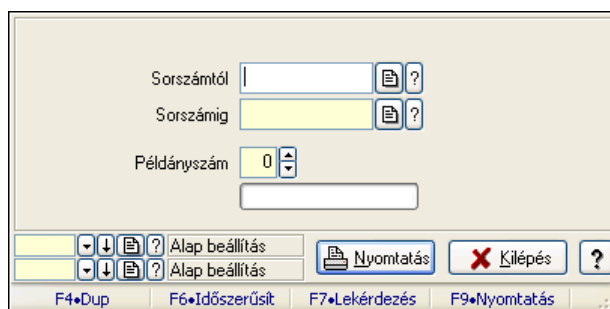 Sorszámtól ?
Sorszámig ?
Példányszám 0
? Alap beállítás
? Alap beállítás
Nyomtatás Kilépés ?
F4•Dup F6•Időszerűsít F7•Lekérdezés F9•Nyomtatás